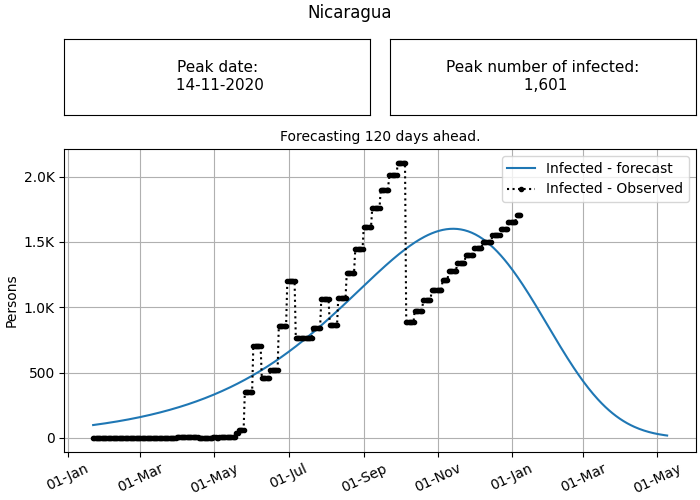 Nicaragua
Peak date:
14-11-2020
Peak number of infected:
1,601
Forecasting 120 days ahead.
Infected - forecast
Infected - Observed
Persons
2.0K
1.5K
1.0K
500
0
01-Jan
01-Mar
01-May
01-Jul
01-Sep
01-Nov
01-Jan
01-Mar
01-May